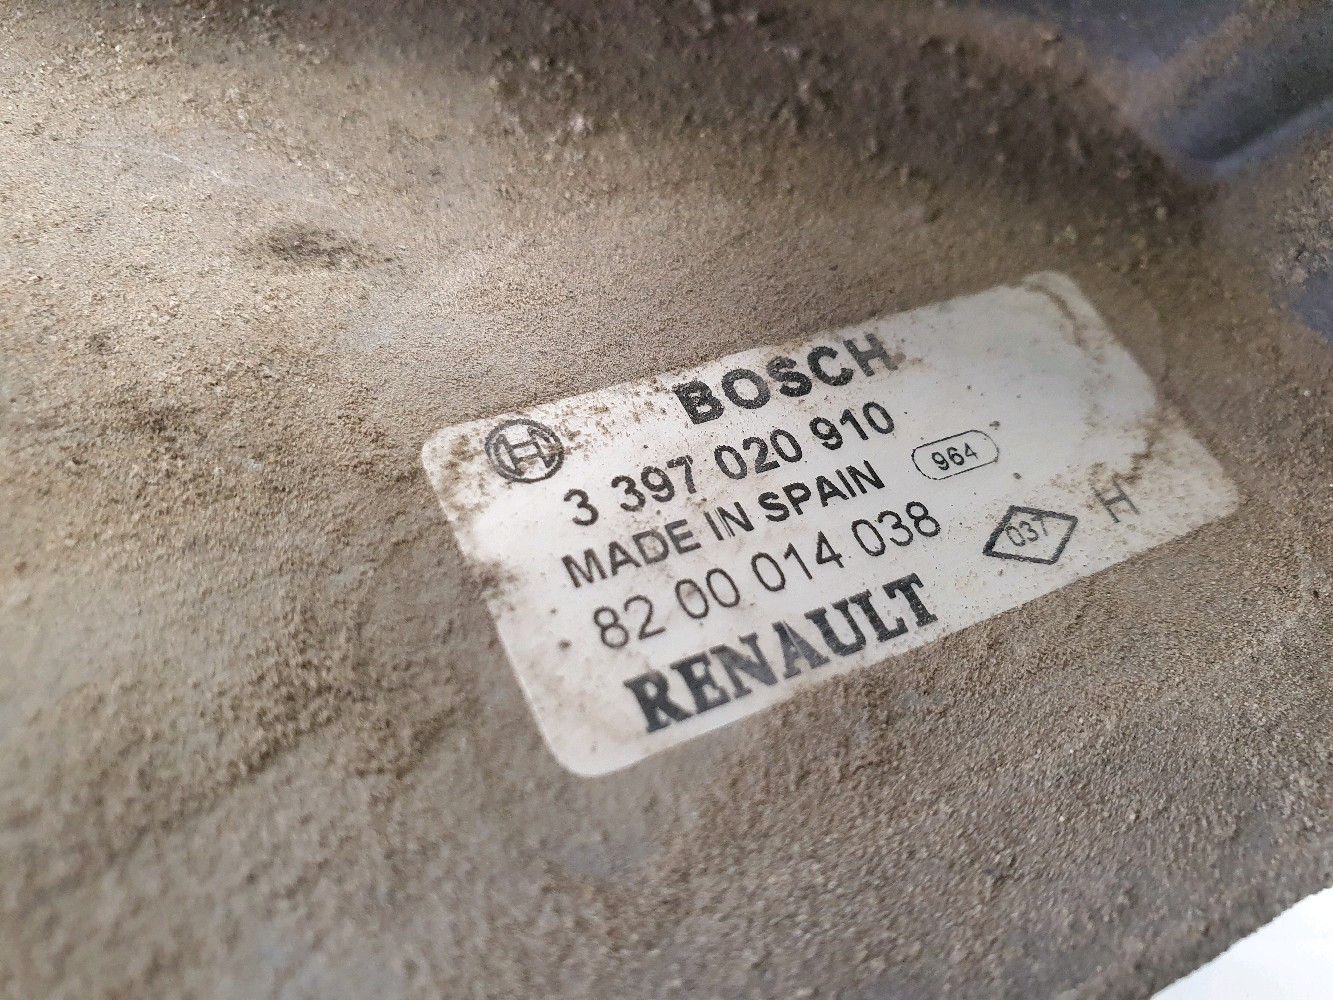 BOSCH
H
3 397 020 910
MADE IN SPAIN 964
82 00 014 038 037 H
RENAULT